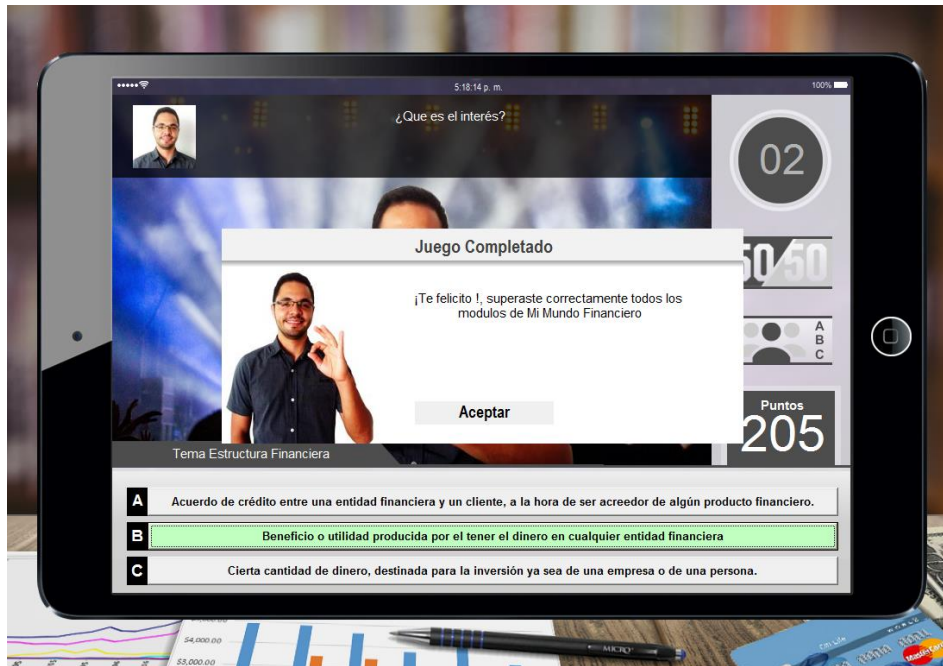 5:18:14 p. m.
100%
¿Que es el interés?
02
Juego Completado
50/50
¡Te felicito !, superaste correctamente todos los
modulos de Mi Mundo Financiero
A
B
C
Aceptar
Puntos
205
Tema Estructura Financiera
A Acuerdo de crédito entre una entidad financiera y un cliente, a la hora de ser acreedor de algún producto financiero.
B Beneficio o utilidad producida por el tener el dinero en cualquier entidad financiera
C Cierta cantidad de dinero, destinada para la inversión ya sea de una empresa o de una persona.
$4,000.00
$3,000.00
MICRO
MasterCard